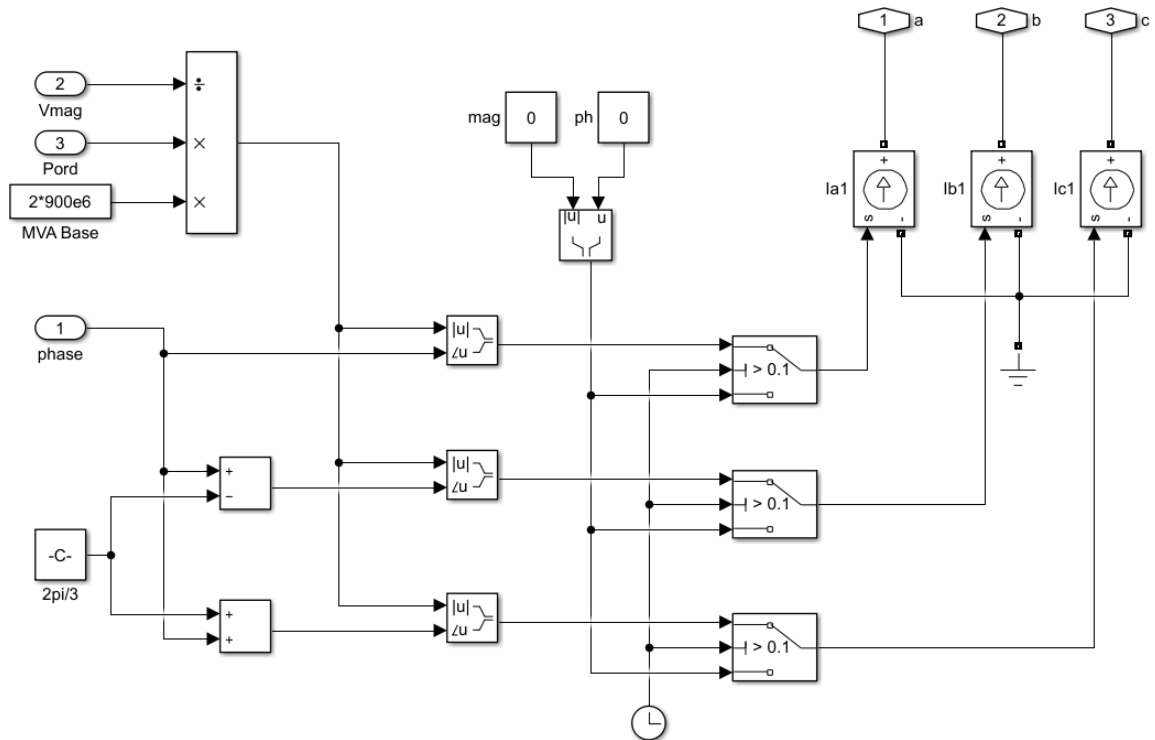 1 a
2 b
3 c
2
÷
Vmag
3
×
Pord
2*900e6
×
MVA Base
mag 0
ph 0
|u| u
Ia1 + s -
Ib1 + s -
Ic1 + s -
1
phase
|u|
∠u
> 0.1
+
−
|u|
∠u
> 0.1
-C-
2pi/3
+
+
|u|
∠u
> 0.1